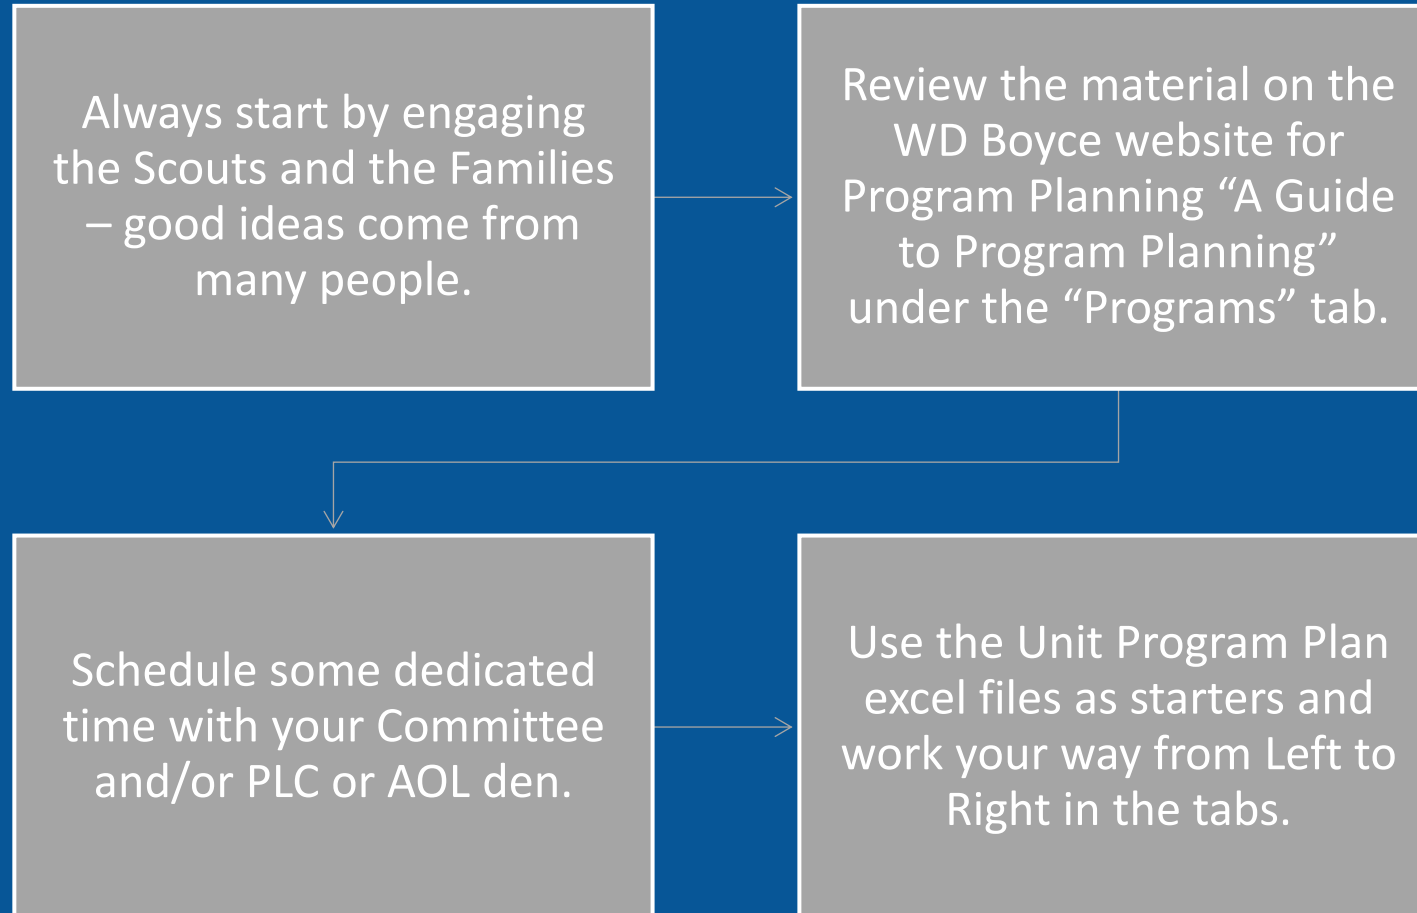 Always start by engaging
the Scouts and the Families
– good ideas come from
many people.
Review the material on the
WD Boyce website for
Program Planning “A Guide
to Program Planning”
under the “Programs” tab.
Schedule some dedicated
time with your Committee
and/or PLC or AOL den.
Use the Unit Program Plan
excel files as starters and
work your way from Left to
Right in the tabs.